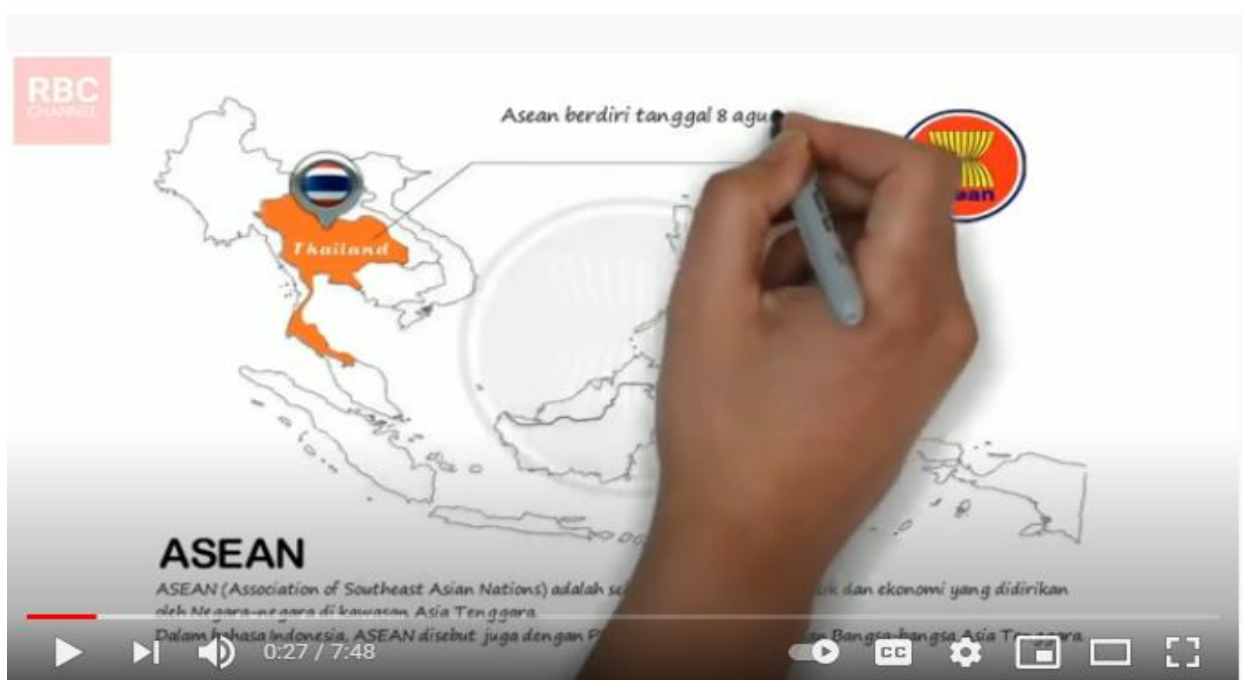 RBC
CHANNEL
Asean berdiri tanggal 8 agu
Thailand
ASEAN
ASEAN (Association of Southeast Asian Nations) adalah dan ekonomi yang didirikan
oleh Negara-negara di kawasan Asia Tenggara.
Dalam bahasa Indonesia, ASEAN disebut juga dengan Bangsa-bangsa Asia Tenggara
0:27 / 7:48
CC